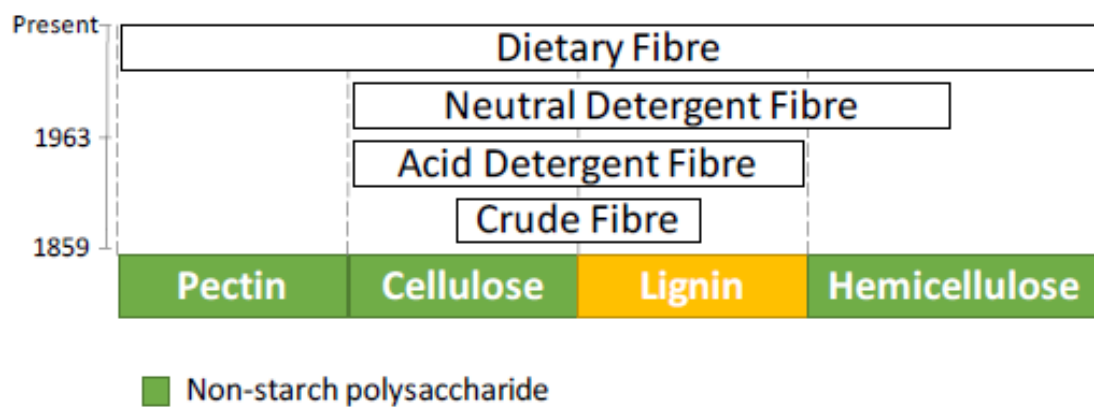 Present
Dietary Fibre
Neutral Detergent Fibre
1963
Acid Detergent Fibre
Crude Fibre
1859
Pectin Cellulose Lignin Hemicellulose
Non-starch polysaccharide